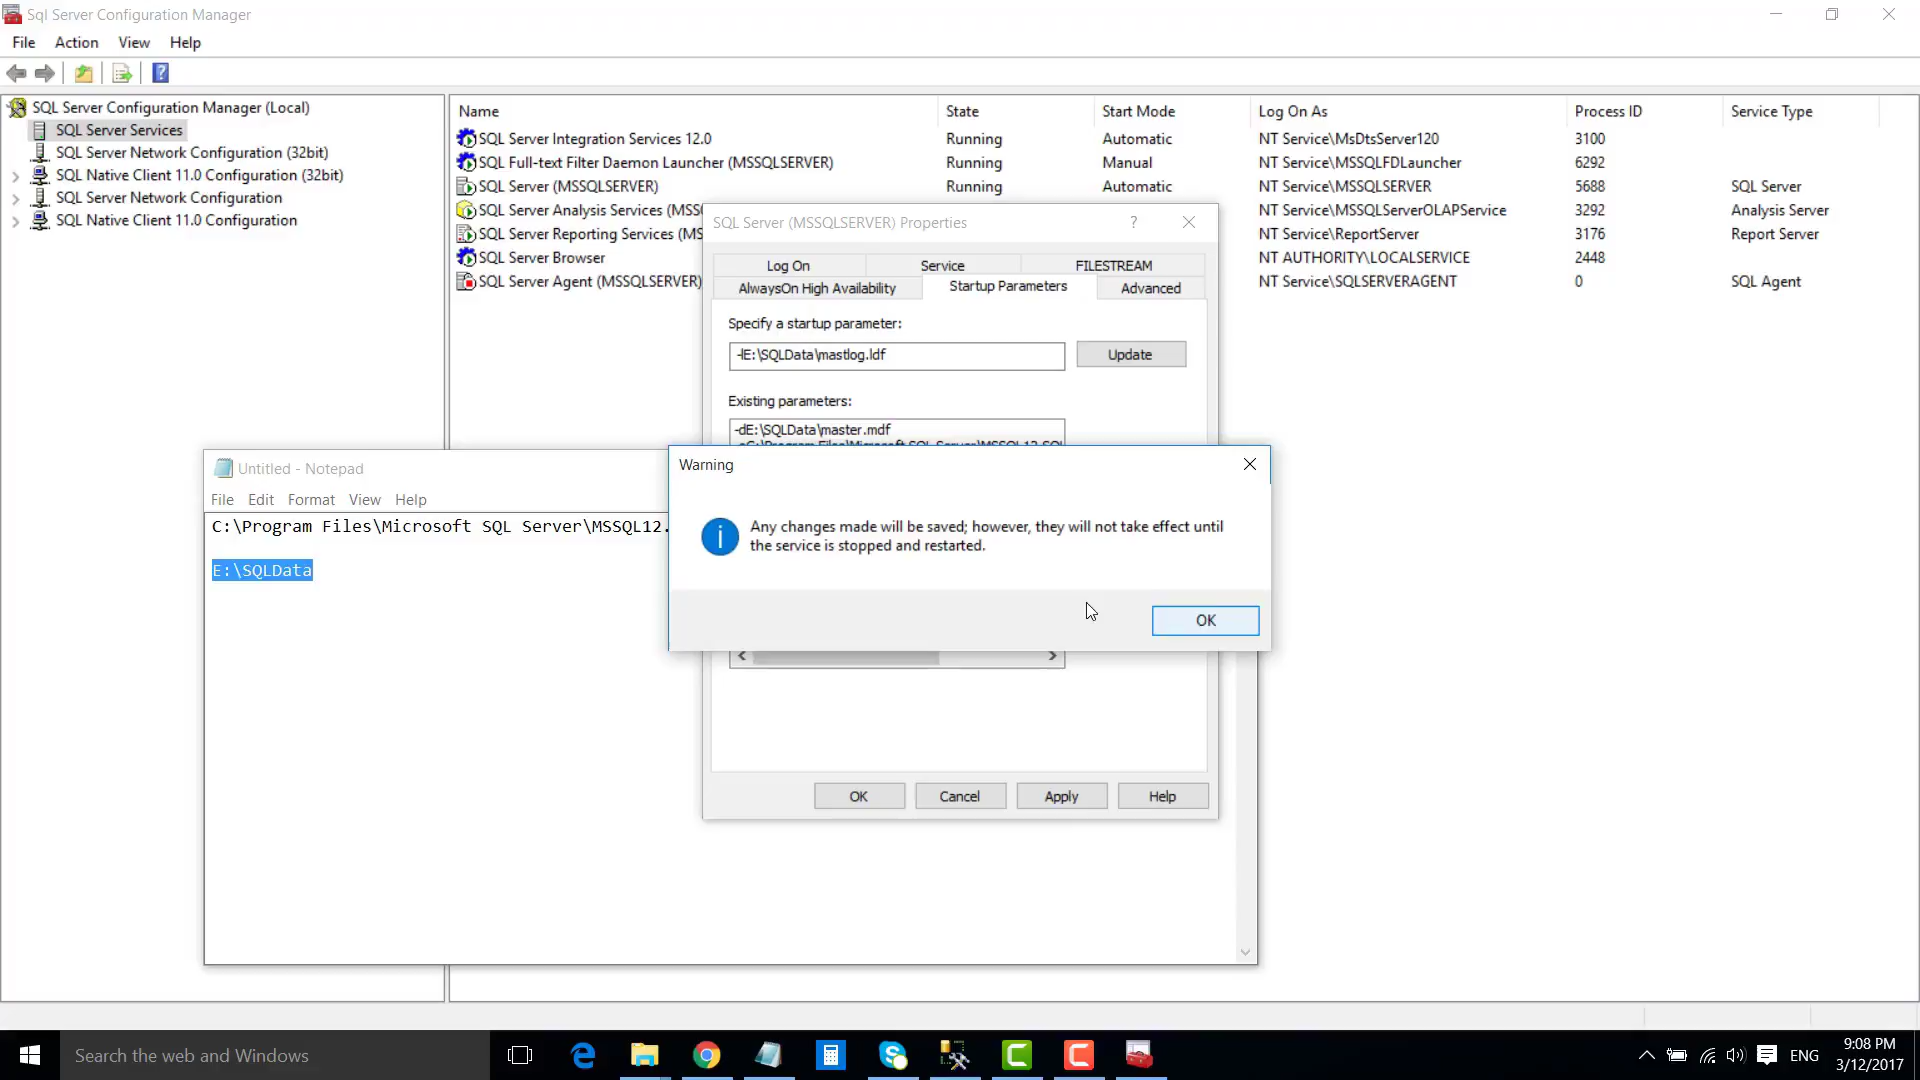 Sql Server Configuration Manager
File Action View Help
SQL Server Configuration Manager (Local)
SQL Server Services
SQL Server Network Configuration (32bit)
SQL Native Client 11.0 Configuration (32bit)
SQL Server Network Configuration
SQL Native Client 11.0 Configuration
Name State Start Mode Log On As Process ID Service Type
SQL Server Integration Services 12.0 Running Automatic NT Service\MsDtsServer120 3100
SQL Full-text Filter Daemon Launcher (MSSQLSERVER) Running Manual NT Service\MSSQLFDLauncher 6292
SQL Server (MSSQLSERVER) Running Automatic NT Service\MSSQLSERVER 5688 SQL Server
SQL Server Analysis Services (MSS NT Service\MSSQLServerOLAPService 3292 Analysis Server
SQL Server Reporting Services (MS NT Service\ReportServer 3176 Report Server
SQL Server Browser NT AUTHORITY\LOCALSERVICE 2448
SQL Server Agent (MSSQLSERVER) NT Service\SQLSERVERAGENT 0 SQL Agent
SQL Server (MSSQLSERVER) Properties ?
Log On Service FILESTREAM
AlwaysOn High Availability Startup Parameters Advanced
Specify a startup parameter:
-lE:\SQLData\mastlog.ldf Update
Existing parameters:
-dE:\SQLData\master.mdf
Warning
Any changes made will be saved; however, they will not take effect until
the service is stopped and restarted.
OK
OK Cancel Apply Help
Untitled - Notepad
File Edit Format View Help
C:\Program Files\Microsoft SQL Server\MSSQL12.
E:\SQLData
Search the web and Windows
ENG
9:08 PM
3/12/2017